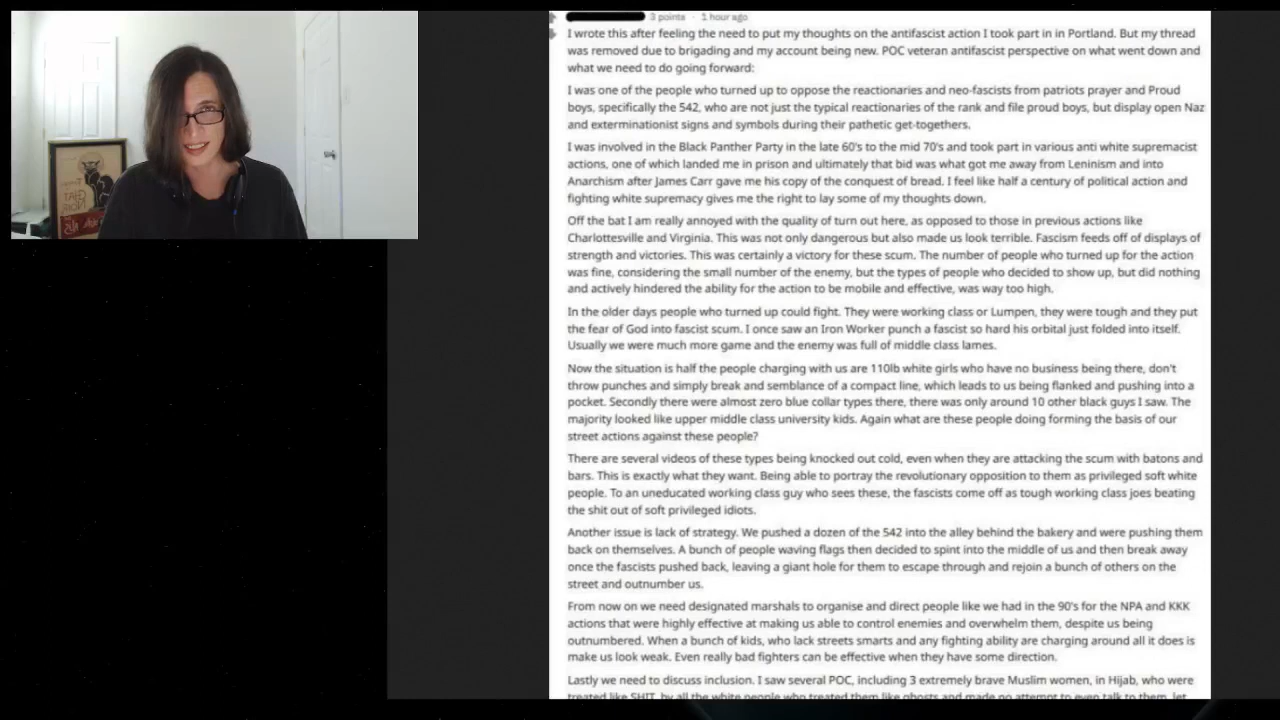 3 points · 1 hour ago
I wrote this after feeling the need to put my thoughts on the antifascist action I took part in in Portland. But my thread
was removed due to brigading and my account being new. POC veteran antifascist perspective on what went down and
what we need to do going forward:
I was one of the people who turned up to oppose the reactionaries and neo-fascists from patriots prayer and Proud
boys, specifically the 542, who are not just the typical reactionaries of the rank and file proud boys, but display open Naz
and exterminationist signs and symbols during their pathetic get-togethers.
I was involved in the Black Panther Party in the late 60's to the mid 70's and took part in various anti white supremacist
actions, one of which landed me in prison and ultimately that bid was what got me away from Leninism and into
Anarchism after James Carr gave me his copy of the conquest of bread. I feel like half a century of political action and
fighting white supremacy gives me the right to lay some of my thoughts down.
Off the bat I am really annoyed with the quality of turn out here, as opposed to those in previous actions like
Charlottesville and Virginia. This was not only dangerous but also made us look terrible. Fascism feeds off of displays of
strength and victories. This was certainly a victory for these scum. The number of people who turned up for the action
was fine, considering the small number of the enemy, but the types of people who decided to show up, but did nothing
and actively hindered the ability for the action to be mobile and effective, was way too high.
In the older days people who turned up could fight. They were working class or Lumpen, they were tough and they put
the fear of God into fascist scum. I once saw an Iron Worker punch a fascist so hard his orbital just folded into itself.
Usually we were much more game and the enemy was full of middle class lames.
Now the situation is half the people charging with us are 110lb white girls who have no business being there, don't
throw punches and simply break and semblance of a compact line, which leads to us being flanked and pushing into a
pocket. Secondly there were almost zero blue collar types there, there was only around 10 other black guys I saw. The
majority looked like upper middle class university kids. Again what are these people doing forming the basis of our
street actions against these people?
There are several videos of these types being knocked out cold, even when they are attacking the scum with batons and
bars. This is exactly what they want. Being able to portray the revolutionary opposition to them as privileged soft white
people. To an uneducated working class guy who sees these, the fascists come off as tough working class joes beating
the shit out of soft privileged idiots.
Another issue is lack of strategy. We pushed a dozen of the 542 into the alley behind the bakery and were pushing them
back on themselves. A bunch of people waving flags then decided to spint into the middle of us and then break away
once the fascists pushed back, leaving a giant hole for them to escape through and rejoin a bunch of others on the
street and outnumber us.
From now on we need designated marshals to organise and direct people like we had in the 90's for the NPA and KKK
actions that were highly effective at making us able to control enemies and overwhelm them, despite us being
outnumbered. When a bunch of kids, who lack streets smarts and any fighting ability are charging around all it does is
make us look weak. Even really bad fighters can be effective when they have some direction.
Lastly we need to discuss inclusion. I saw several POC, including 3 extremely brave Muslim women, in Hijab, who were
treated like SHIT, by all the white people who treated them like ghosts and made no attempt to even talk to them, let